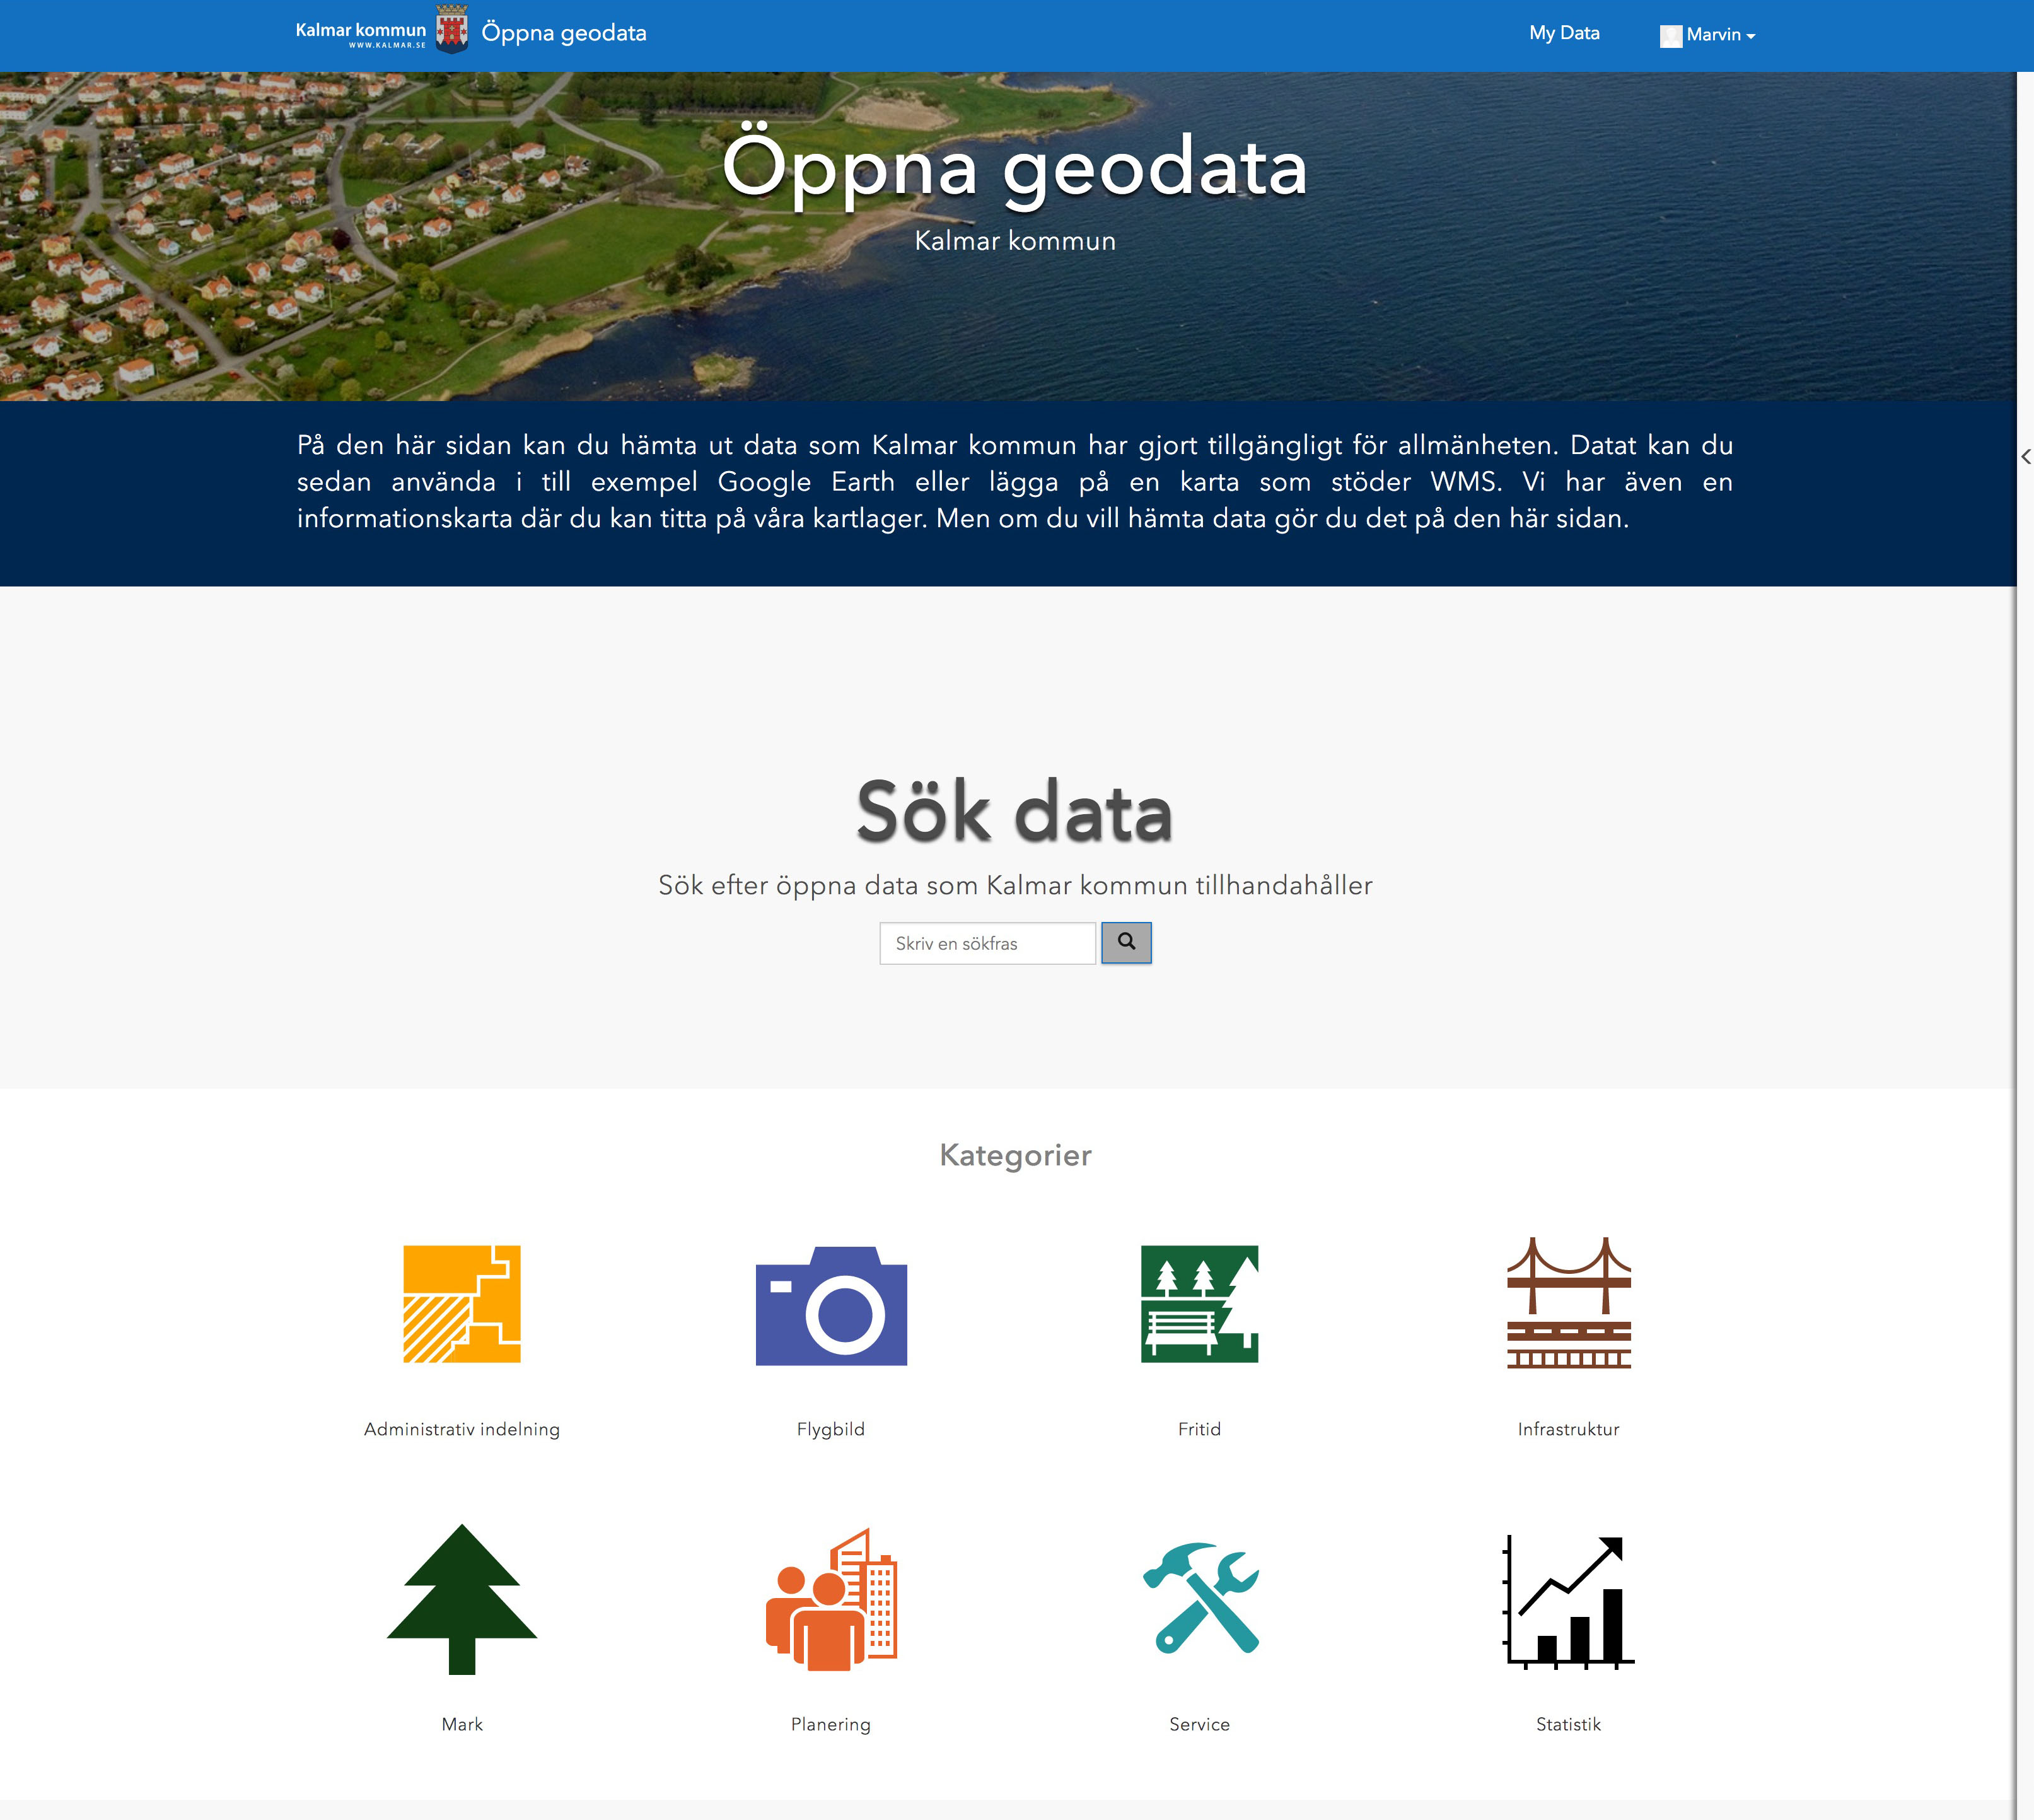 Kalmar kommun
WWW.KALMAR.SE
Öppna geodata
My Data
Marvin
Öppna geodata
Kalmar kommun
På den här sidan kan du hämta ut data som Kalmar kommun har gjort tillgängligt för allmänheten. Datat kan du
sedan använda i till exempel Google Earth eller lägga på en karta som stöder WMS. Vi har även en
informationskarta där du kan titta på våra kartlager. Men om du vill hämta data gör du det på den här sidan.
Sök data
Sök efter öppna data som Kalmar kommun tillhandahåller
Skriv en sökfras
Kategorier
Administrativ indelning
Flygbild
Fritid
Infrastruktur
Mark
Planering
Service
Statistik